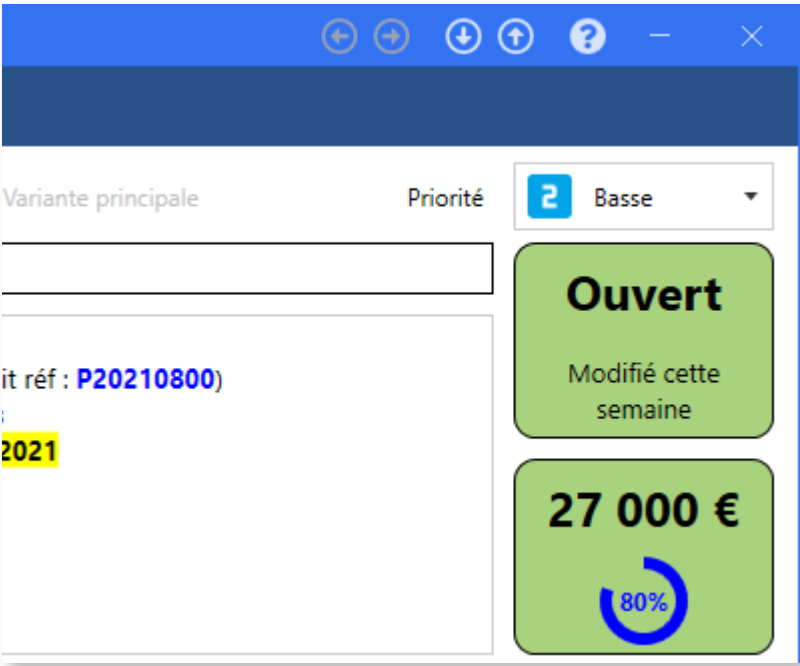 Variante principale
Priorité
2
Basse
Ouvert
Modifié cette
semaine
it réf : P20210800)
2021
27 000 €
80%